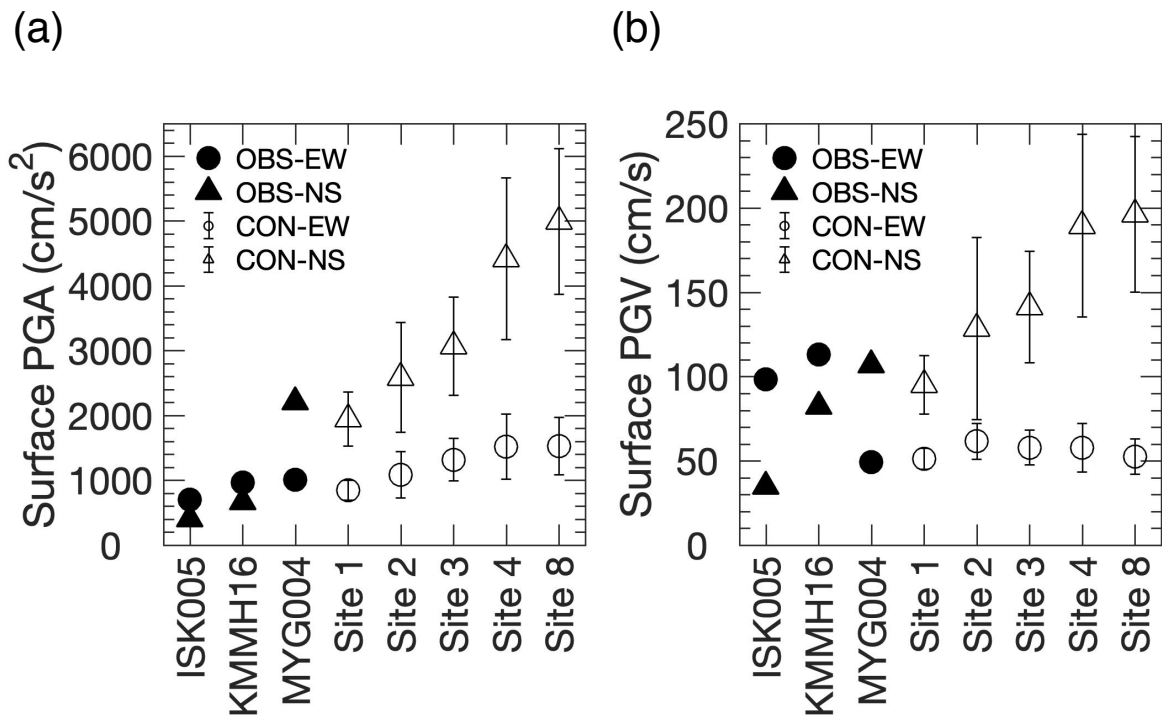 (a)
Surface PGA (cm/s²)
6000
5000
4000
3000
2000
1000
0
OBS-EW
OBS-NS
CON-EW
CON-NS
ISK005
KMMH16
MYG004
Site 1
Site 2
Site 3
Site 4
Site 8
(b)
Surface PGV (cm/s)
250
200
150
100
50
0
OBS-EW
OBS-NS
CON-EW
CON-NS
ISK005
KMMH16
MYG004
Site 1
Site 2
Site 3
Site 4
Site 8